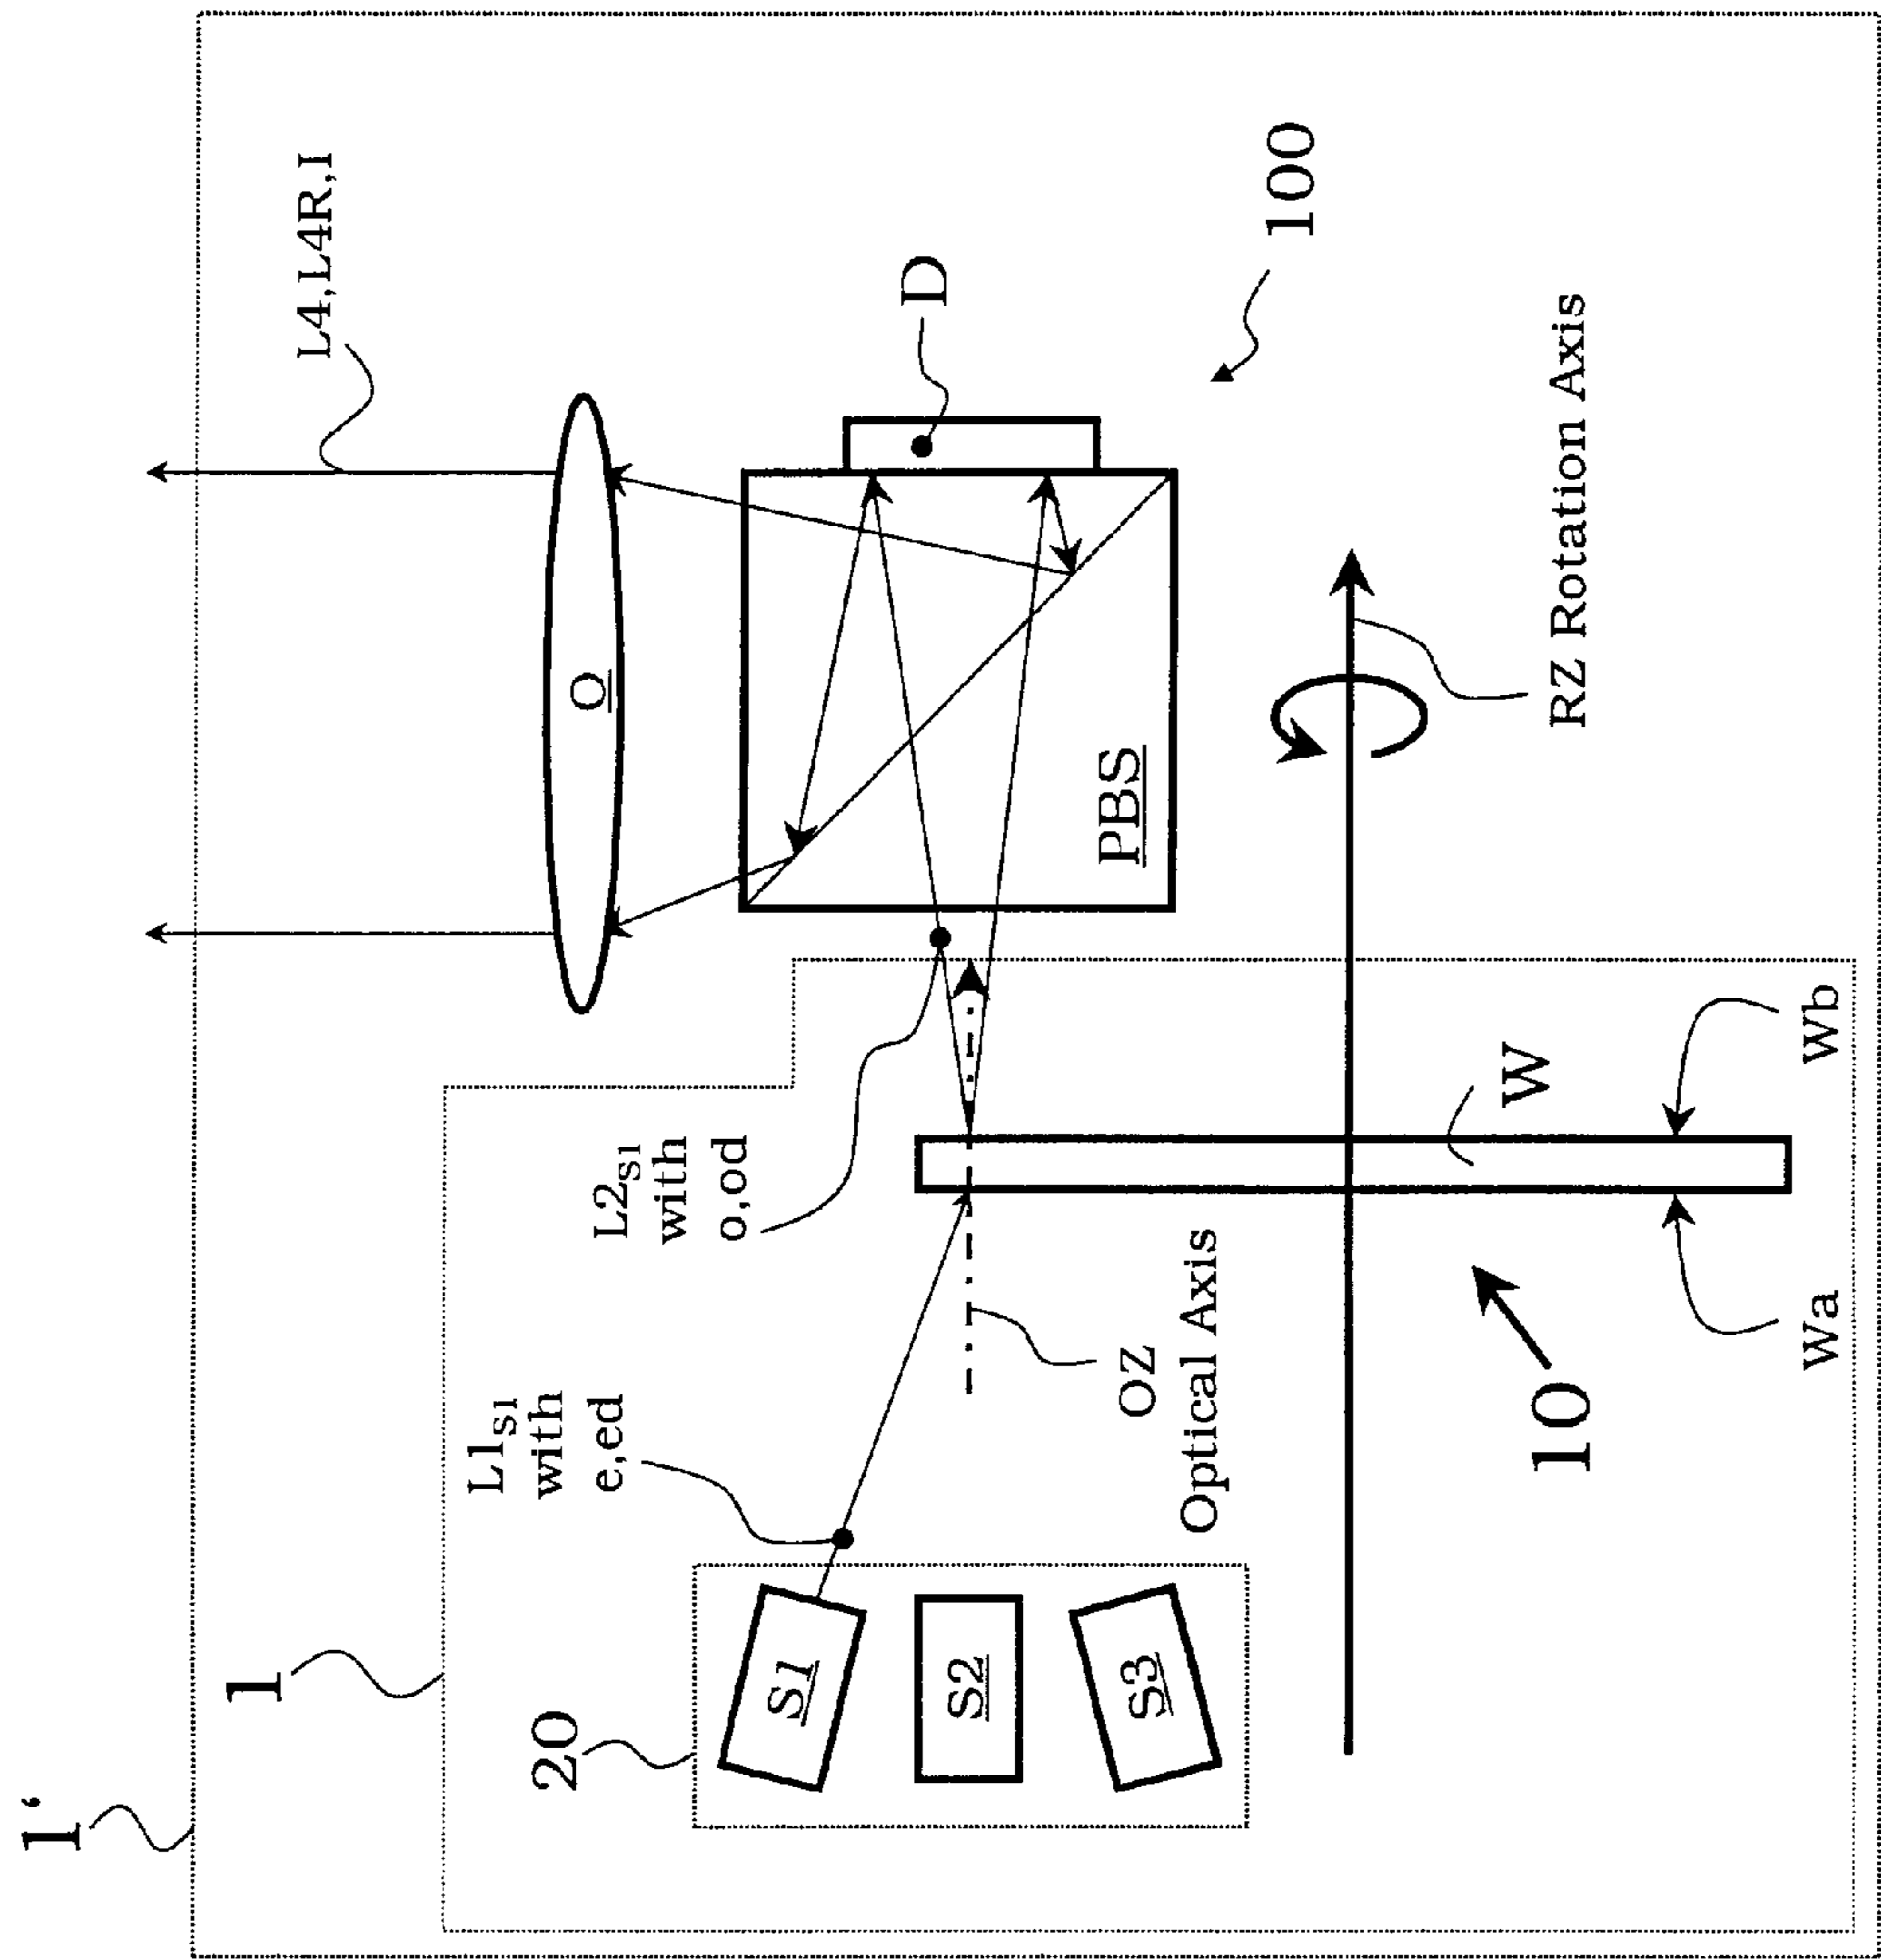 1'
1
20
S1
S2
S3
L1S1
with
e,ed
L2S1
with
o,od
OZ
Optical Axis
10
Wa
Wb
W
L4,L4R,I
O
D
PBS
100
RZ Rotation Axis